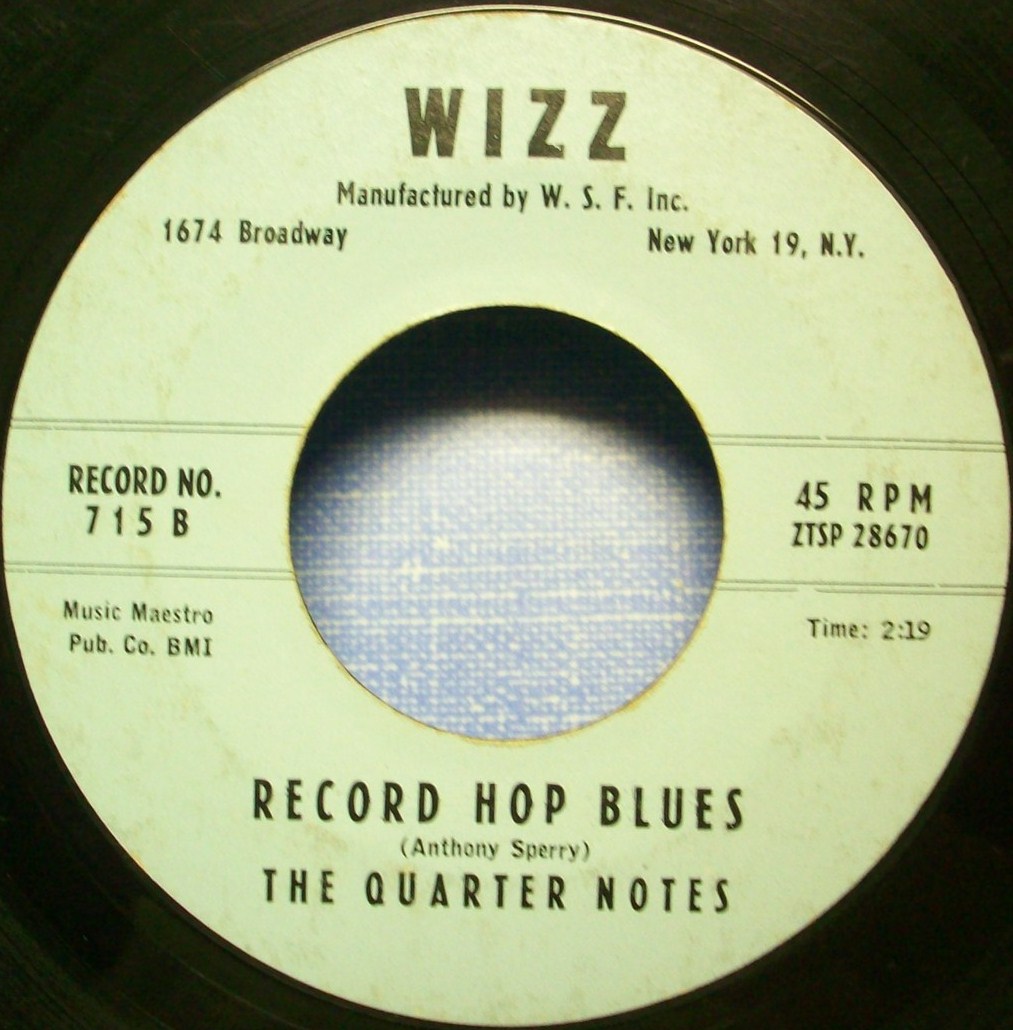 WIZZ
Manufactured by W. S. F. Inc.
1674 Broadway New York 19, N.Y.
RECORD NO.
715 B
45 RPM
ZTSP 28670
Music Maestro
Pub. Co. BMI
Time: 2:19
RECORD HOP BLUES
(Anthony Sperry)
THE QUARTER NOTES